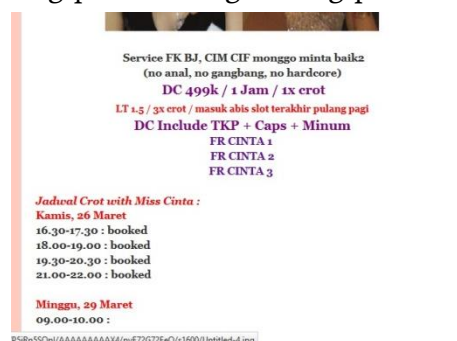 Service FK BJ, CIM CIF monggo minta baik2
(no anal, no gangbang, no hardcore)
DC 499k / 1 Jam / 1x crot
LT 1.5 / 3x crot / masuk abis slot terakhir pulang pagi
DC Include TKP + Caps + Minum
FR CINTA 1
FR CINTA 2
FR CINTA 3
Jadwal Crot with Miss Cinta :
Kamis, 26 Maret
16.30-17.30 : booked
18.00-19.00 : booked
19.30-20.30 : booked
21.00-22.00 : booked
Minggu, 29 Maret
09.00-10.00 :